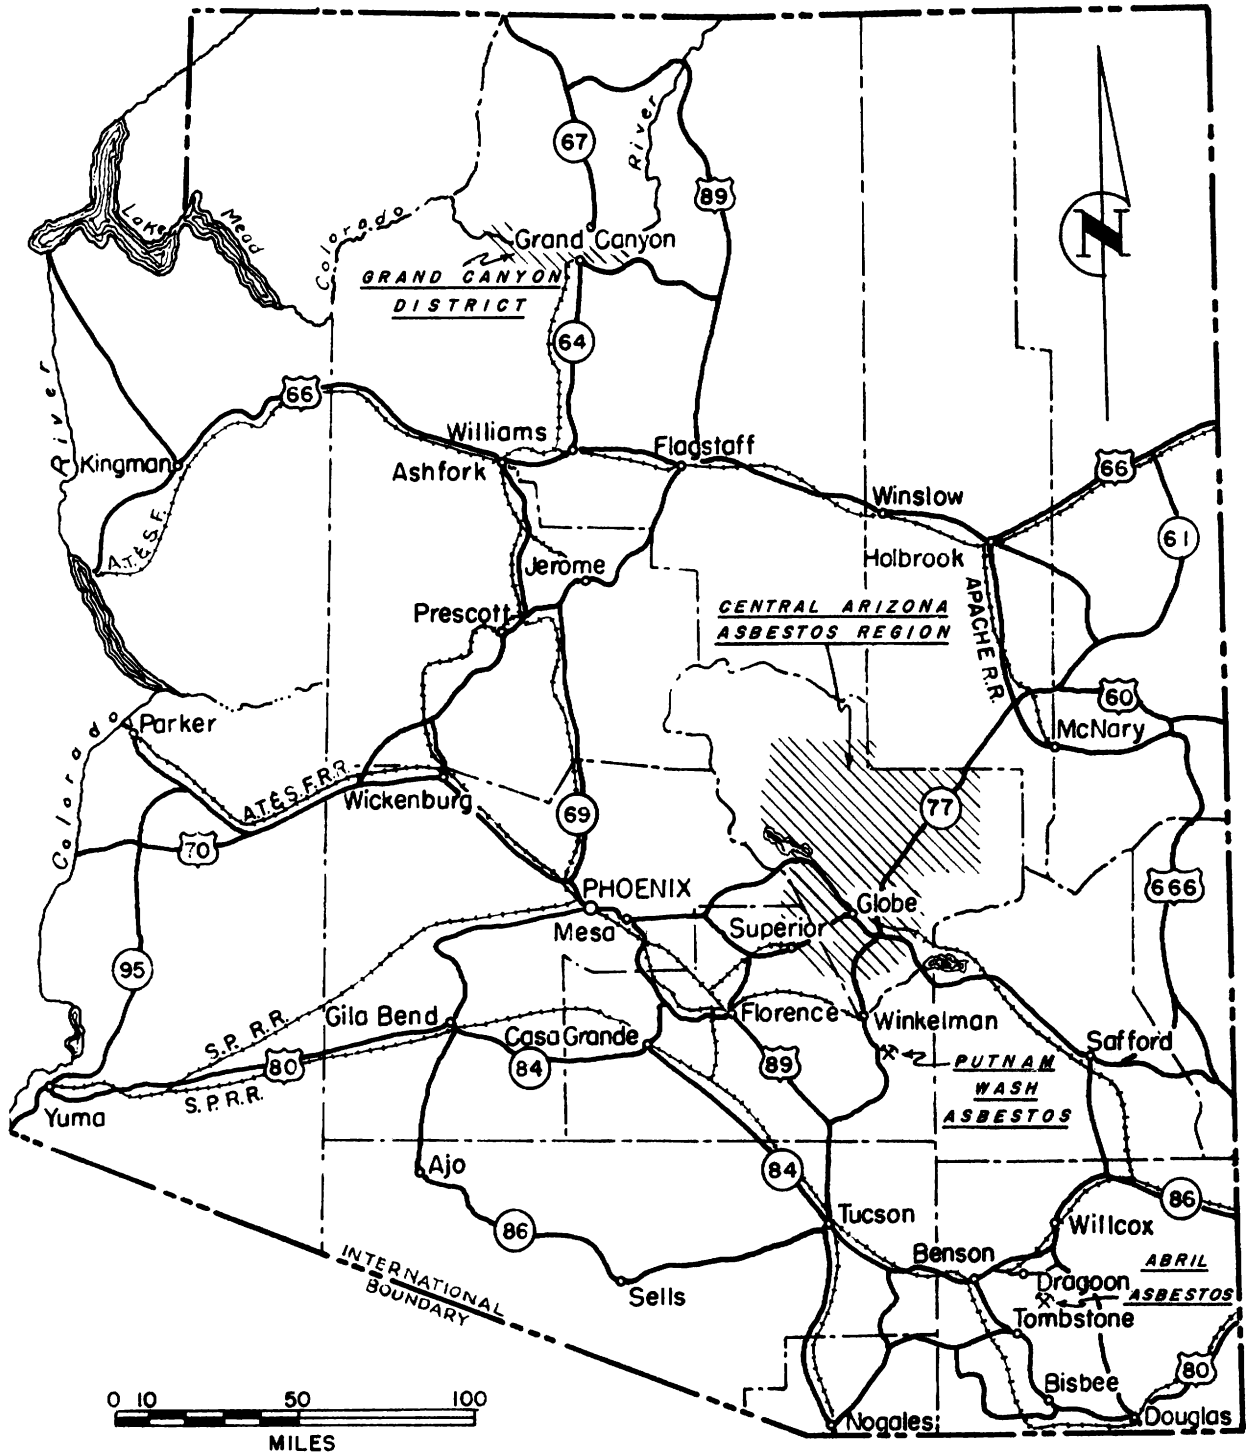 67
River
89
Lake
Mead
Colorado
N
Grand Canyon
GRAND CANYON
DISTRICT
64
River
66
Williams
Flagstaff
Kingman
Ashfork
66
Winslow
A.T.&S.F.
61
Holbrook
Jerome
APACHE R.R.
CENTRAL ARIZONA
ASBESTOS REGION
Prescott
60
Colorado
Parker
McNary
A.T.&S.F.R.R.
Wickenburg
69
77
70
666
PHOENIX
Globe
Mesa
Superior
95
Gila Bend
Florence
Winkelman
S.P. R.R.
Casa Grande
Safford
80
84
89
PUTNAM
WASH
ASBESTOS
S.P.R.R.
Yuma
Ajo
84
86
86
Tucson
Willcox
Benson
ABRIL
ASBESTOS
Dragoon
INTERNATIONAL
BOUNDARY
Sells
Tombstone
80
Bisbee
Nogales
Douglas
0 10 50 100
MILES